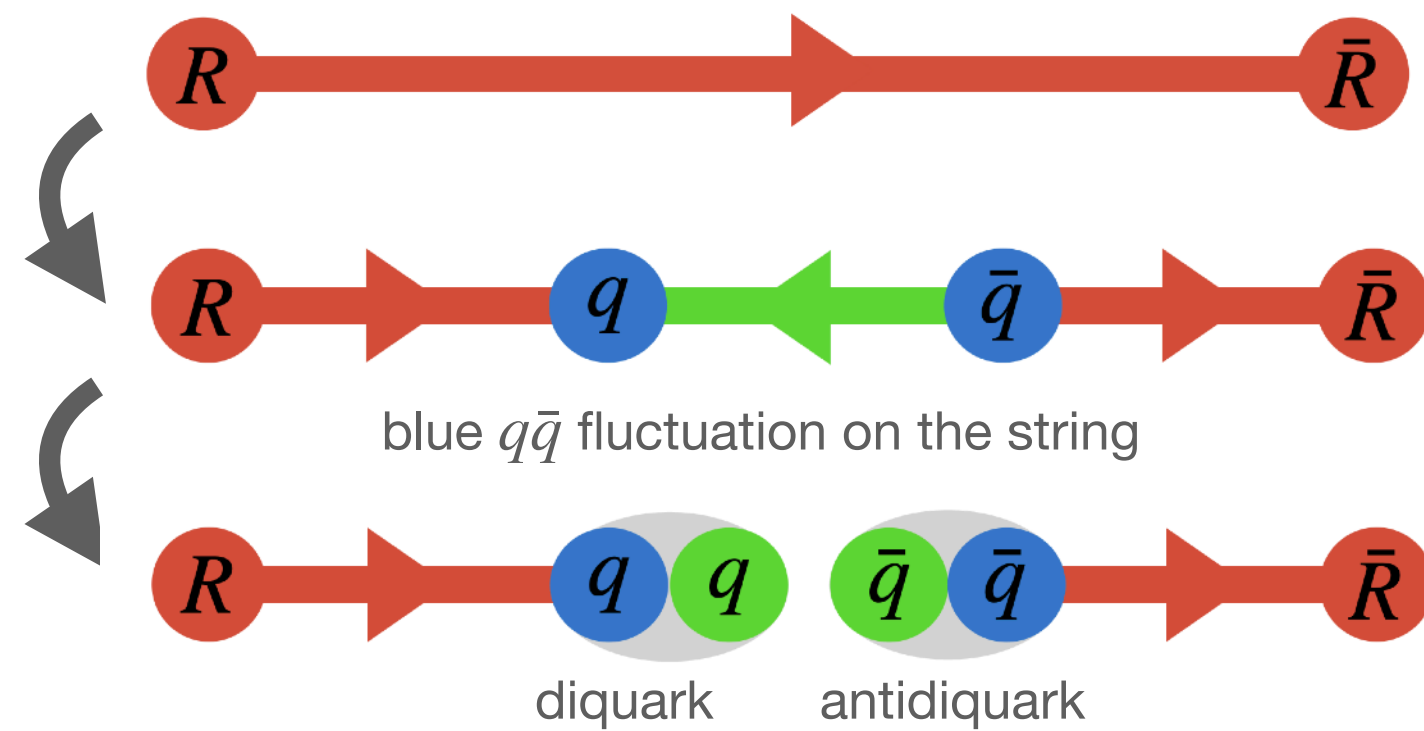 R R̄
R q q̄ R̄
blue qq̄ fluctuation on the string
R q q q̄ q̄ R̄
diquark antidiquark